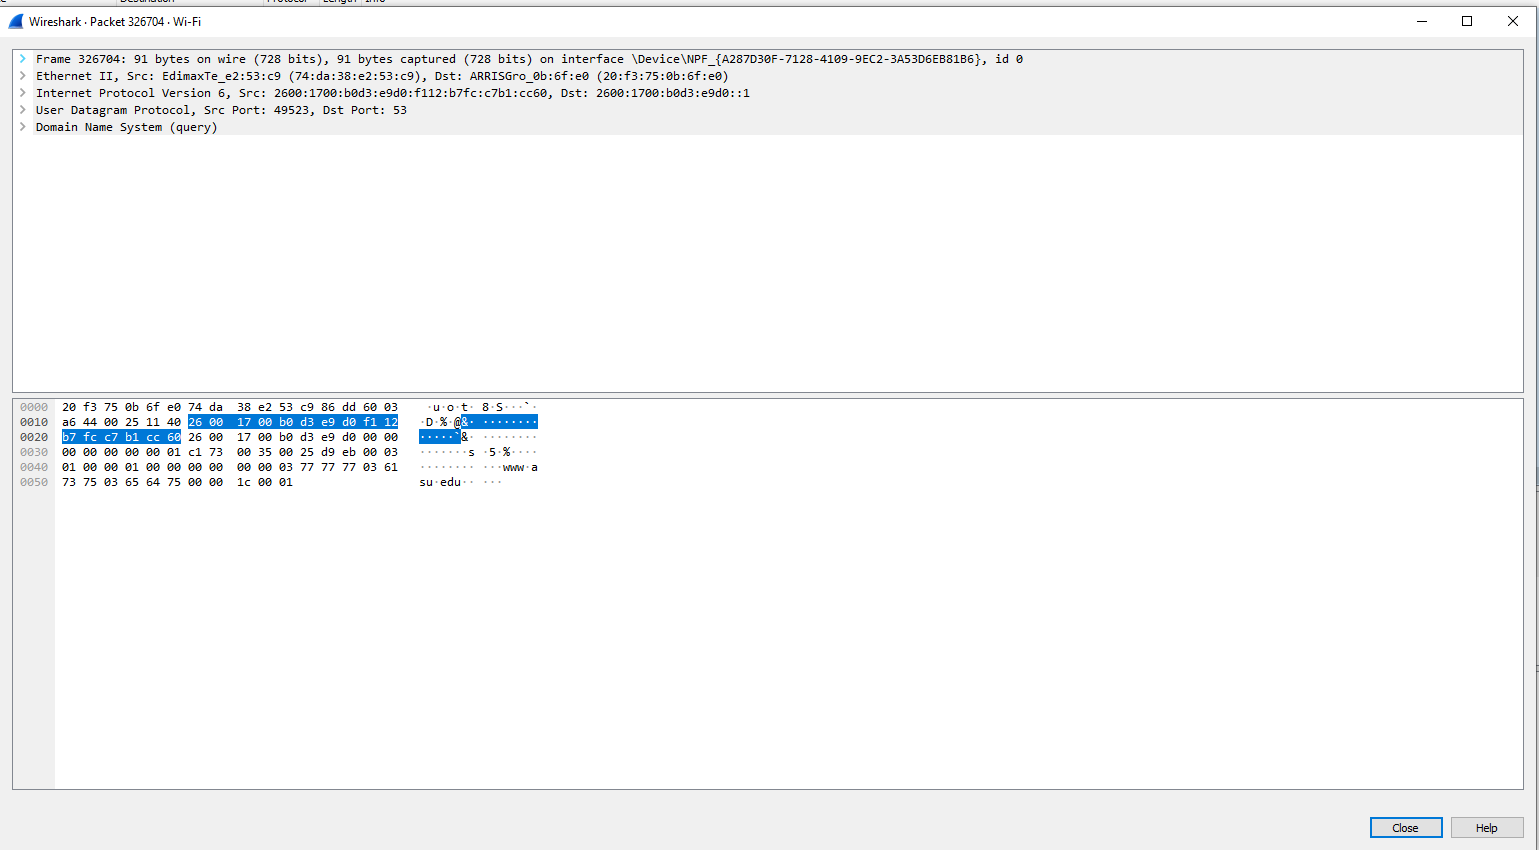 Wireshark · Packet 326704 · Wi-Fi
Frame 326704: 91 bytes on wire (728 bits), 91 bytes captured (728 bits) on interface \Device\NPF_{A287D30F-7128-4109-9EC2-3A53D6EB81B6}, id 0
Ethernet II, Src: EdimaxTe_e2:53:c9 (74:da:38:e2:53:c9), Dst: ARRISGro_0b:6f:e0 (20:f3:75:0b:6f:e0)
Internet Protocol Version 6, Src: 2600:1700:b0d3:e9d0:f112:b7fc:c7b1:cc60, Dst: 2600:1700:b0d3:e9d0::1
User Datagram Protocol, Src Port: 49523, Dst Port: 53
Domain Name System (query)
0000 20 f3 75 0b 6f e0 74 da 38 e2 53 c9 86 dd 60 03 ·u·o·t· 8·S···`·
0010 a6 44 00 25 11 40 26 00 17 00 b0 d3 e9 d0 f1 12 ·D·%·@&· ········
0020 b7 fc c7 b1 cc 60 26 00 17 00 b0 d3 e9 d0 00 00 ·····`&· ········
0030 00 00 00 00 00 01 c1 73 00 35 00 25 d9 eb 00 03 ·······s ·5·%····
0040 01 00 00 01 00 00 00 00 00 00 03 77 77 77 03 61 ········ ···www·a
0050 73 75 03 65 64 75 00 00 1c 00 01 su·edu·· ···
Close
Help